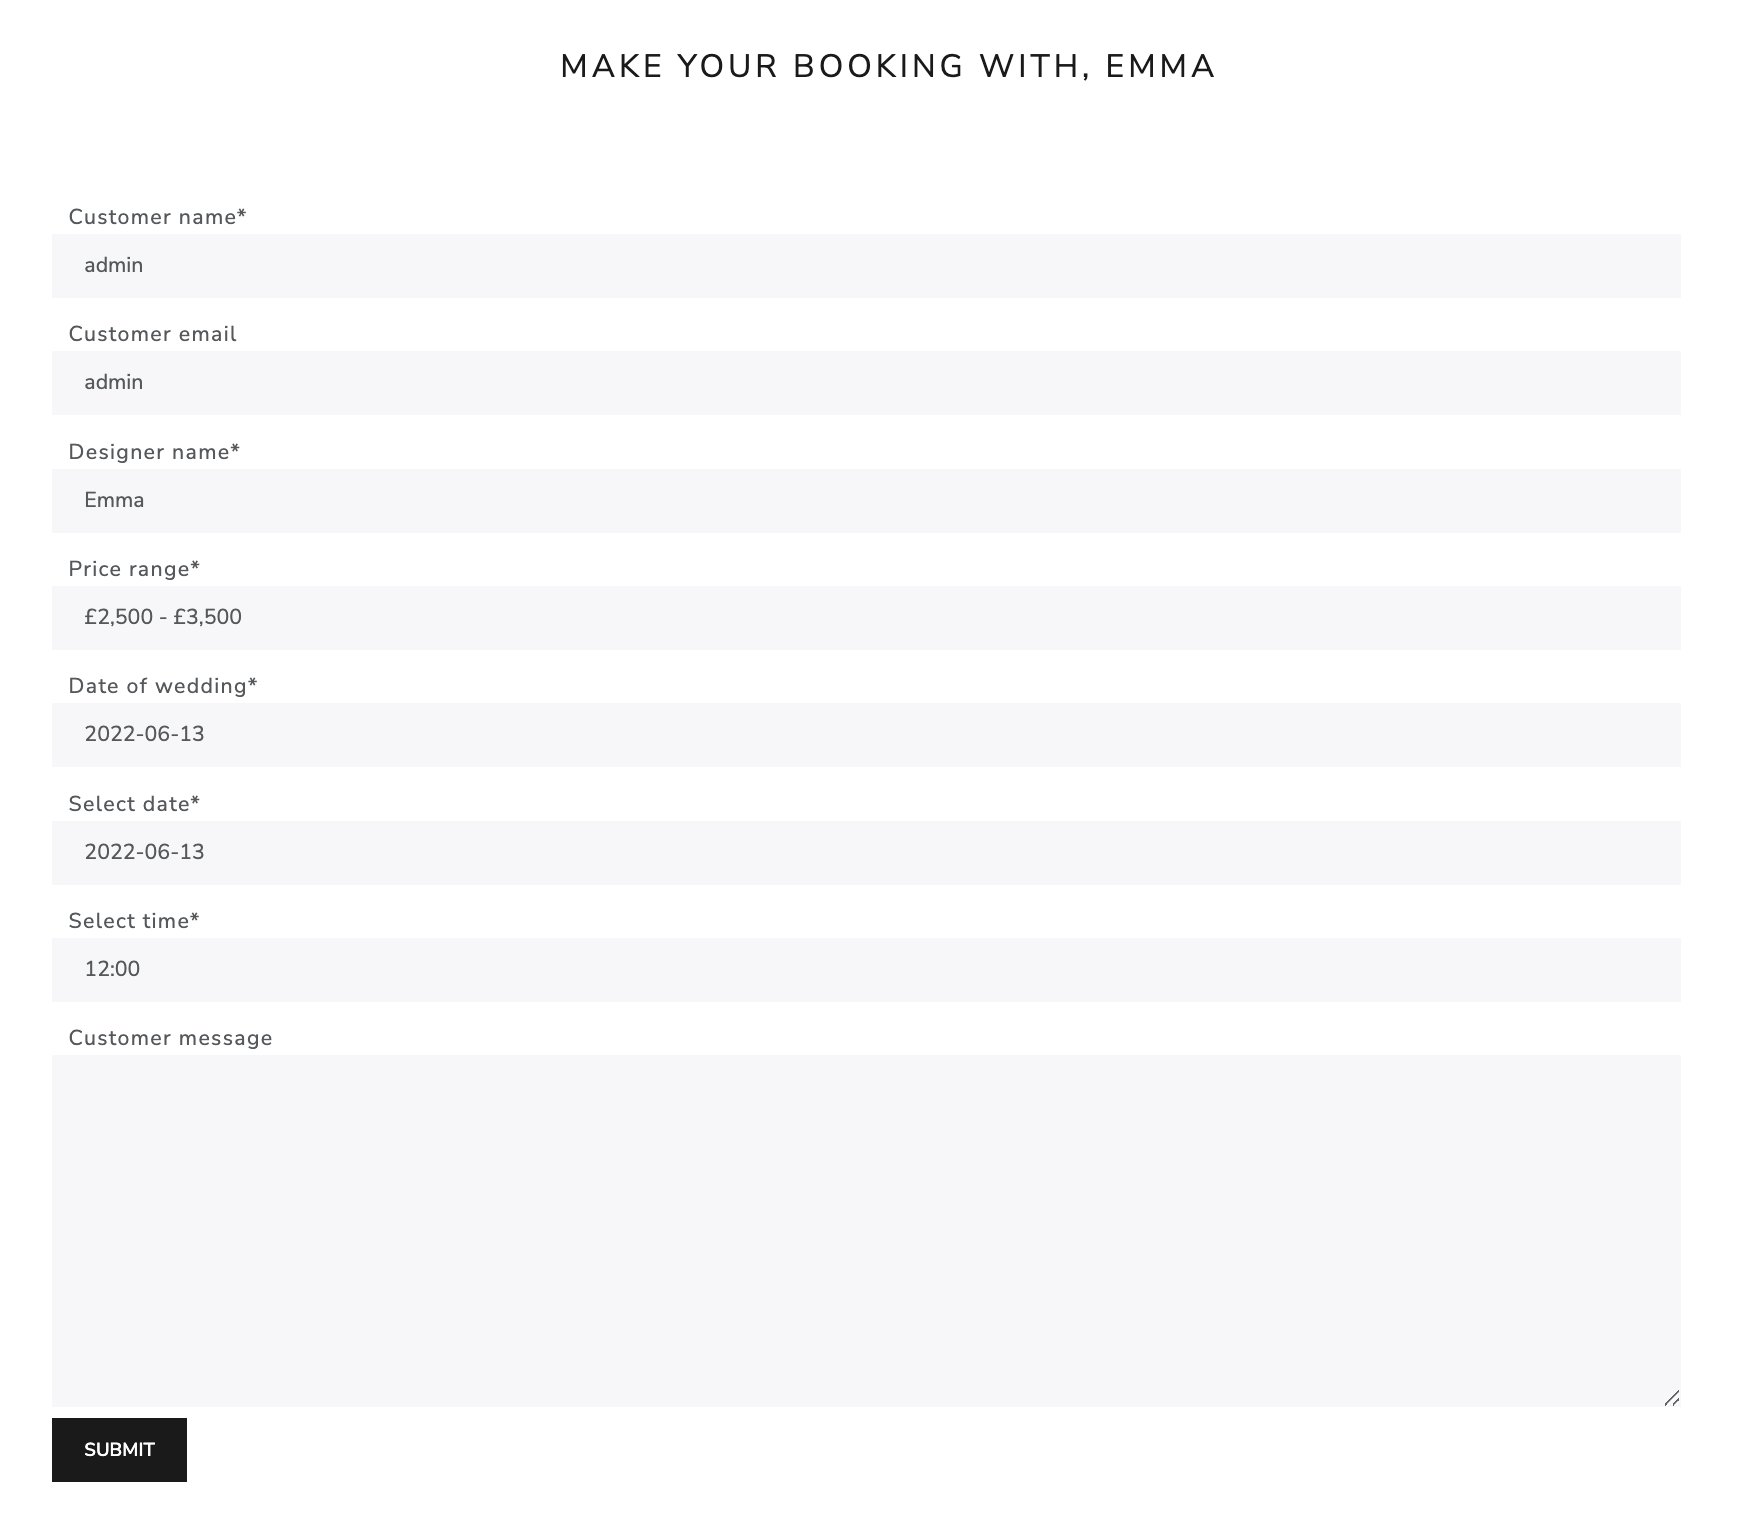 MAKE YOUR BOOKING WITH, EMMA
Customer name*
admin
Customer email
admin
Designer name*
Emma
Price range*
£2,500 - £3,500
Date of wedding*
2022-06-13
Select date*
2022-06-13
Select time*
12:00
Customer message
SUBMIT